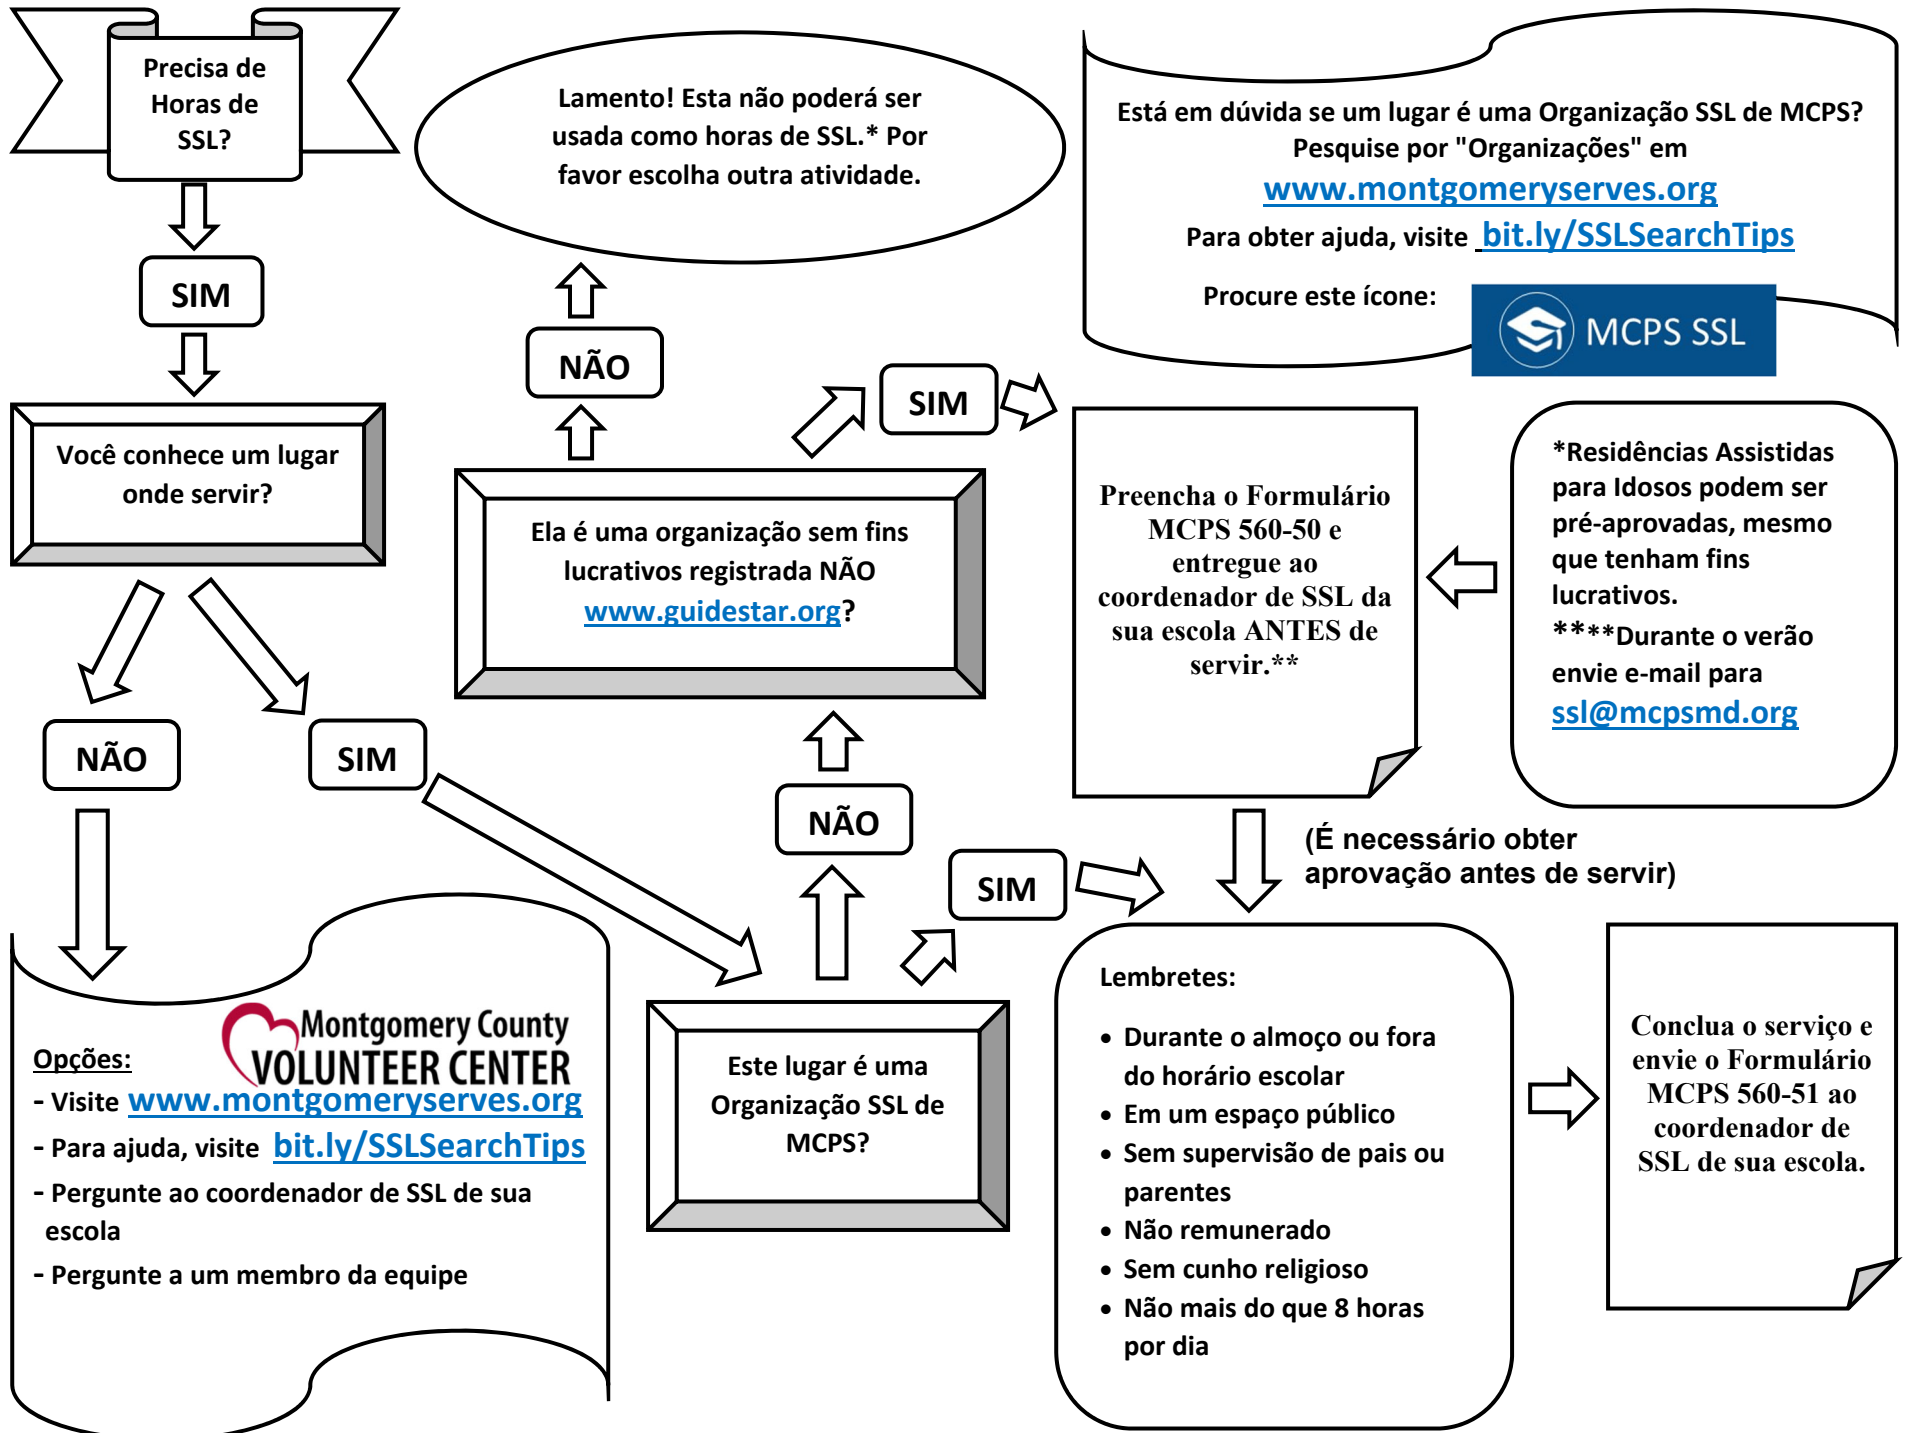 Precisa de
Horas de
SSL?
SIM
Você conhece um lugar
onde servir?
NÃO
SIM
Montgomery County
VOLUNTEER CENTER
Opções:
- Visite www.montgomeryserves.org
- Para ajuda, visite bit.ly/SSLSearchTips
- Pergunte ao coordenador de SSL de sua
escola
- Pergunte a um membro da equipe
Lamento! Esta não poderá ser
usada como horas de SSL.* Por
favor escolha outra atividade.
NÃO
SIM
Ela é uma organização sem fins
lucrativos registrada NÃO
www.guidestar.org?
NÃO
SIM
Este lugar é uma
Organização SSL de
MCPS?
Está em dúvida se um lugar é uma Organização SSL de MCPS?
Pesquise por "Organizações" em
www.montgomeryserves.org
Para obter ajuda, visite bit.ly/SSLSearchTips
Procure este ícone:
MCPS SSL
Preencha o Formulário
MCPS 560-50 e
entregue ao
coordenador de SSL da
sua escola ANTES de
servir.**
*Residências Assistidas
para Idosos podem ser
pré-aprovadas, mesmo
que tenham fins
lucrativos.
****Durante o verão
envie e-mail para
ssl@mcpsmd.org
(É necessário obter
aprovação antes de servir)
Lembretes:
• Durante o almoço ou fora
do horário escolar
• Em um espaço público
• Sem supervisão de pais ou
parentes
• Não remunerado
• Sem cunho religioso
• Não mais do que 8 horas
por dia
Conclua o serviço e
envie o Formulário
MCPS 560-51 ao
coordenador de
SSL de sua escola.